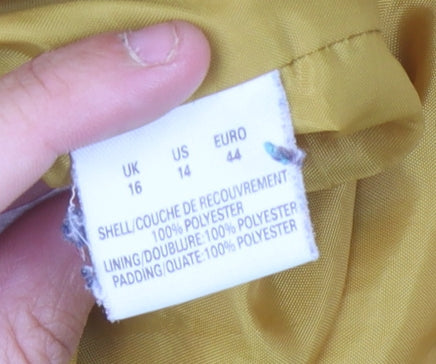 UK US EURO
16 14 44
SHELL/COUCHE DE RECOUVREMENT
100% POLYESTER
LINING/DOUBLURE:100% POLYESTER
PADDING/QUATE:100% POLYESTER